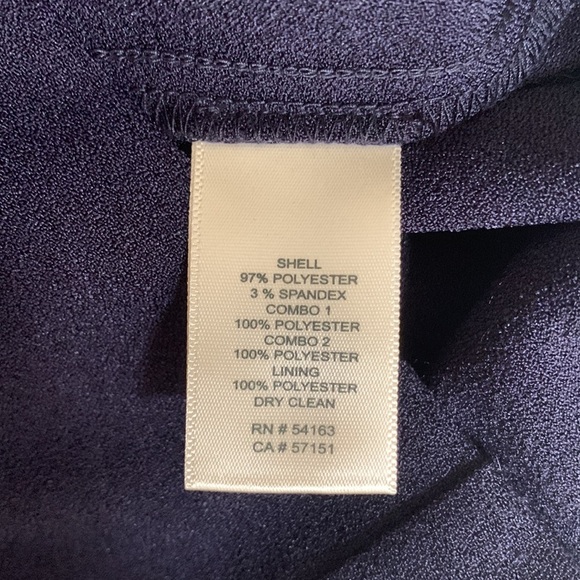 SHELL
97% POLYESTER
3 % SPANDEX
COMBO 1
100% POLYESTER
COMBO 2
100% POLYESTER
LINING
100% POLYESTER
DRY CLEAN
RN # 54163
CA # 57151